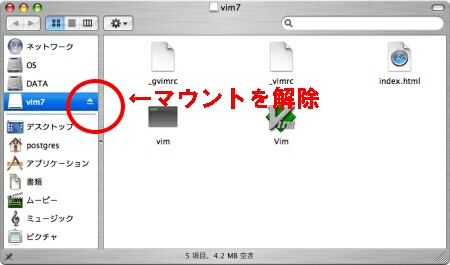 vim7
ネットワーク
OS
DATA
vim7
デスクトップ
postgres
アプリケーション
書類
ムービー
ミュージック
ピクチャ
_gvimrc
_vimrc
index.html
←マウントを解除
vim
Vim
5 項目、4.2 MB 空き